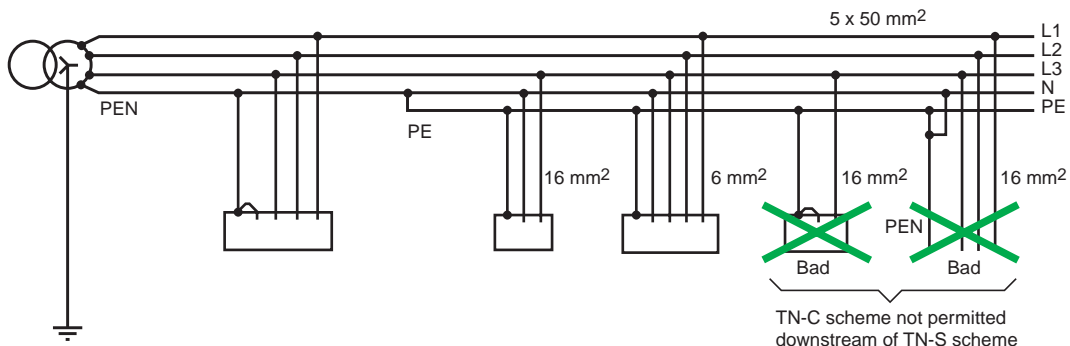 5 x 50 mm²
L1
L2
L3
N
PE
PEN
PE
16 mm²
6 mm²
16 mm²
16 mm²
PEN
Bad
Bad
TN-C scheme not permitted
downstream of TN-S scheme